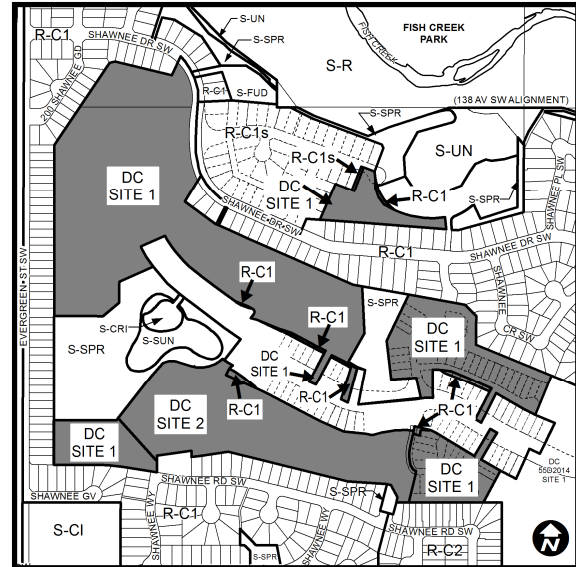 S-UN
S-SPR
FISH CREEK
PARK
FISH CREEK
R-C1
SHAWNEE DR SW
200 SHAWNEE GD
S-R
R-C1
S-FUD
(138 AV SW ALIGNMENT)
S-SPR
R-C1s
R-C1s
S-UN
DC
SITE 1
DC
SITE 1
R-C1
S-SPR
SHAWNEE PL SW
SHAWNEE DR SW
R-C1
SHAWNEE DR SW
EVERGREEN ST SW
R-C1
SHAWNEE
CR SW
S-SPR
S-CRI
S-SUN
S-SPR
R-C1
DC
SITE 1
DC
SITE 1
R-C1
R-C1
R-C1
DC
SITE 2
DC
SITE 1
DC
SITE 1
DC
55D2014
SITE 1
SHAWNEE RD SW
SHAWNEE GV
S-SPR
S-CI
SHAWNEE WY
R-C1
SHAWNEE WY
SHAWNEE RD SW
S-SPR
R-C2
N